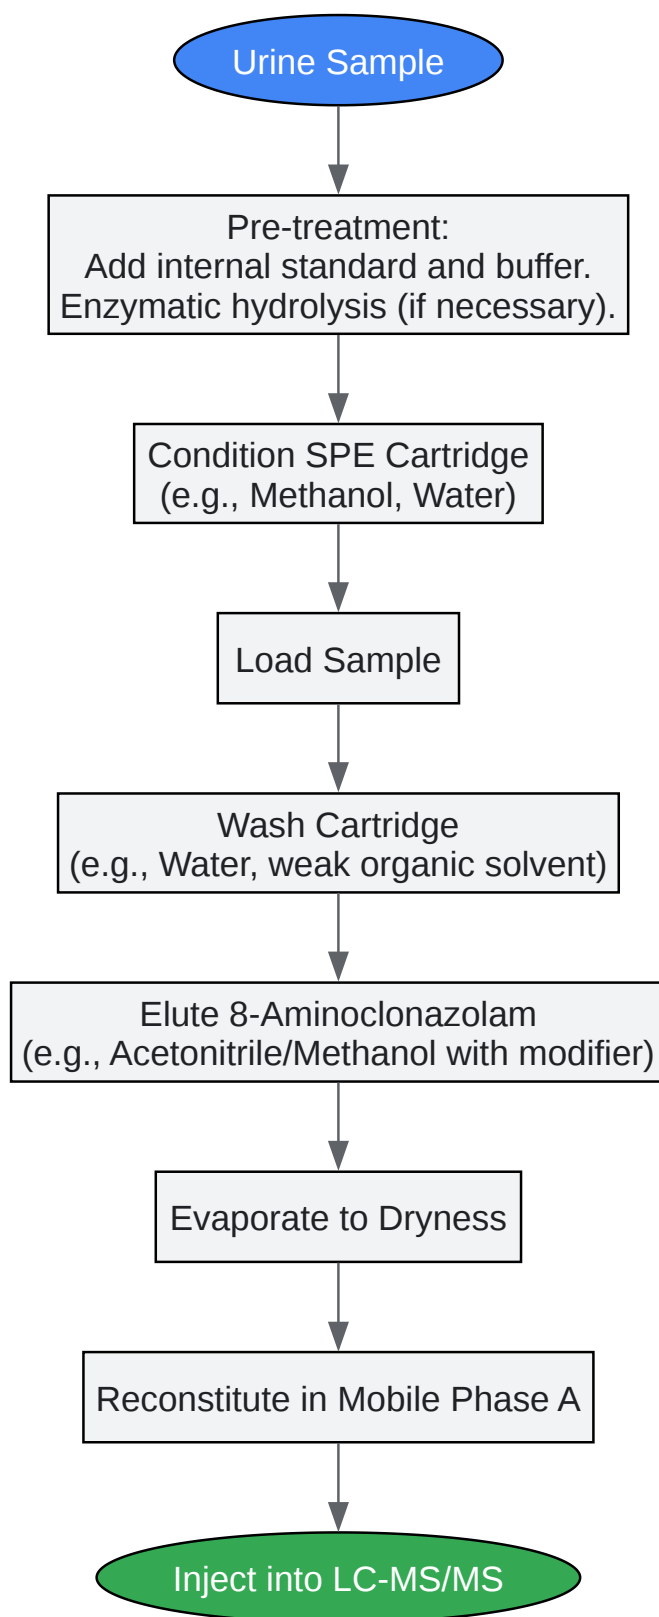 Urine Sample
Pre-treatment:
Add internal standard and buffer.
Enzymatic hydrolysis (if necessary).
Condition SPE Cartridge
(e.g., Methanol, Water)
Load Sample
Wash Cartridge
(e.g., Water, weak organic solvent)
Elute 8-Aminoclonazolam
(e.g., Acetonitrile/Methanol with modifier)
Evaporate to Dryness
Reconstitute in Mobile Phase A
Inject into LC-MS/MS